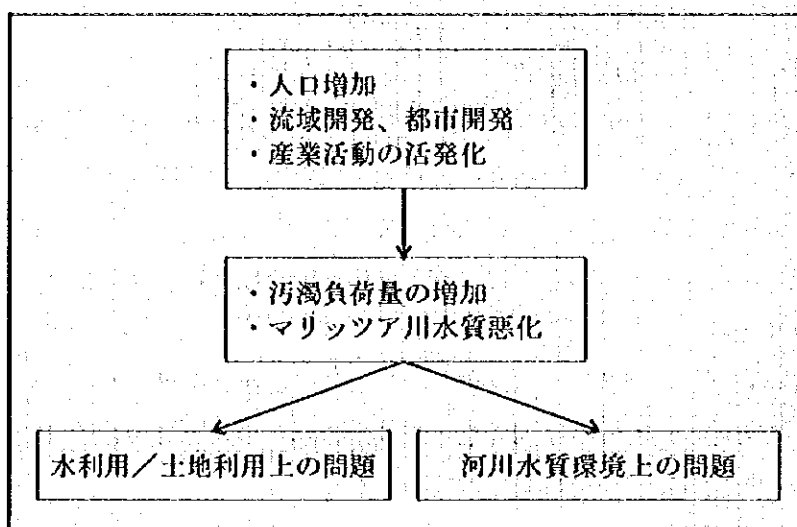 ・人口増加
・流域開発、都市開発
・産業活動の活発化
・汚濁負荷量の増加
・マリッツア川水質悪化
水利用／土地利用上の問題
河川水質環境上の問題